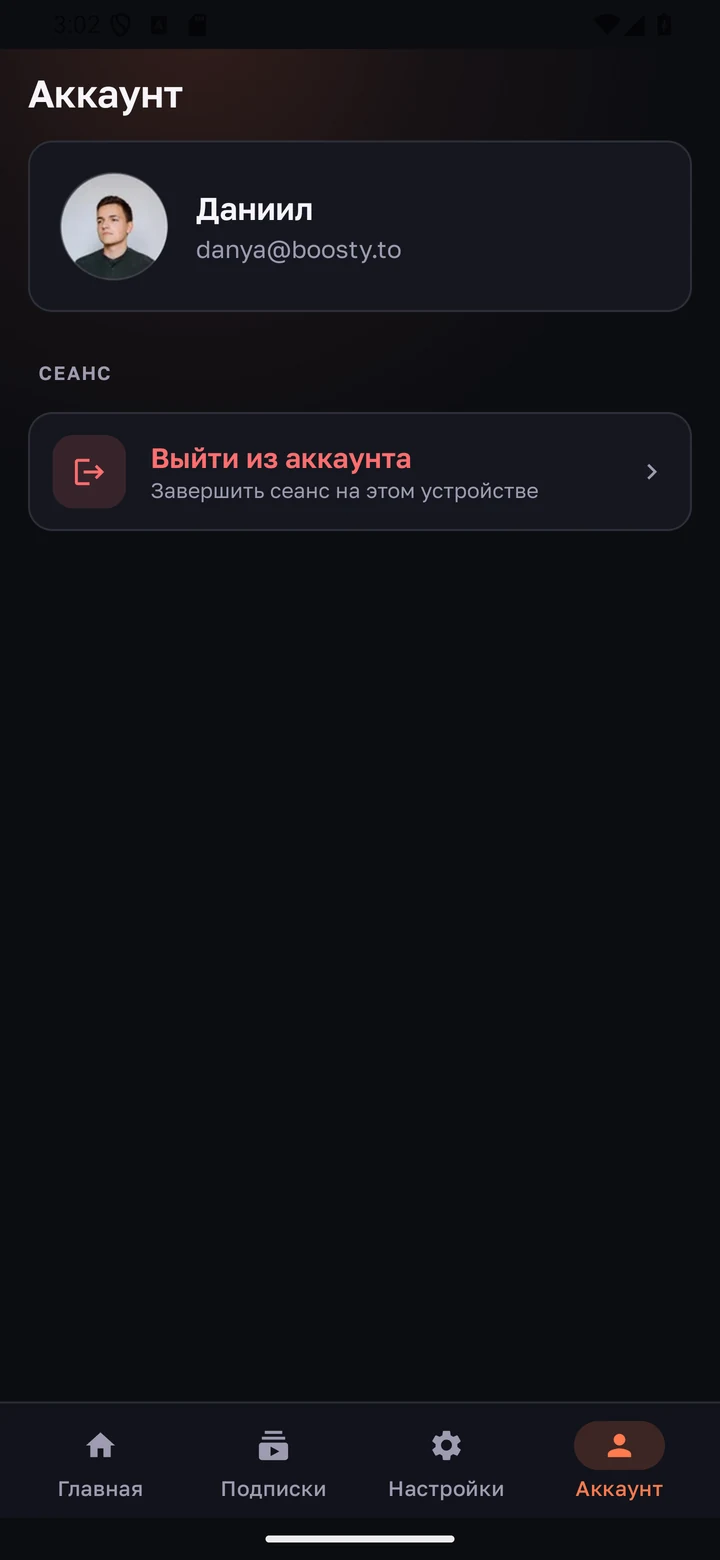 3:02
Аккаунт
Даниил
danya@boosty.to
СЕАНС
Выйти из аккаунта
Завершить сеанс на этом устройстве
Главная
Подписки
Настройки
Аккаунт